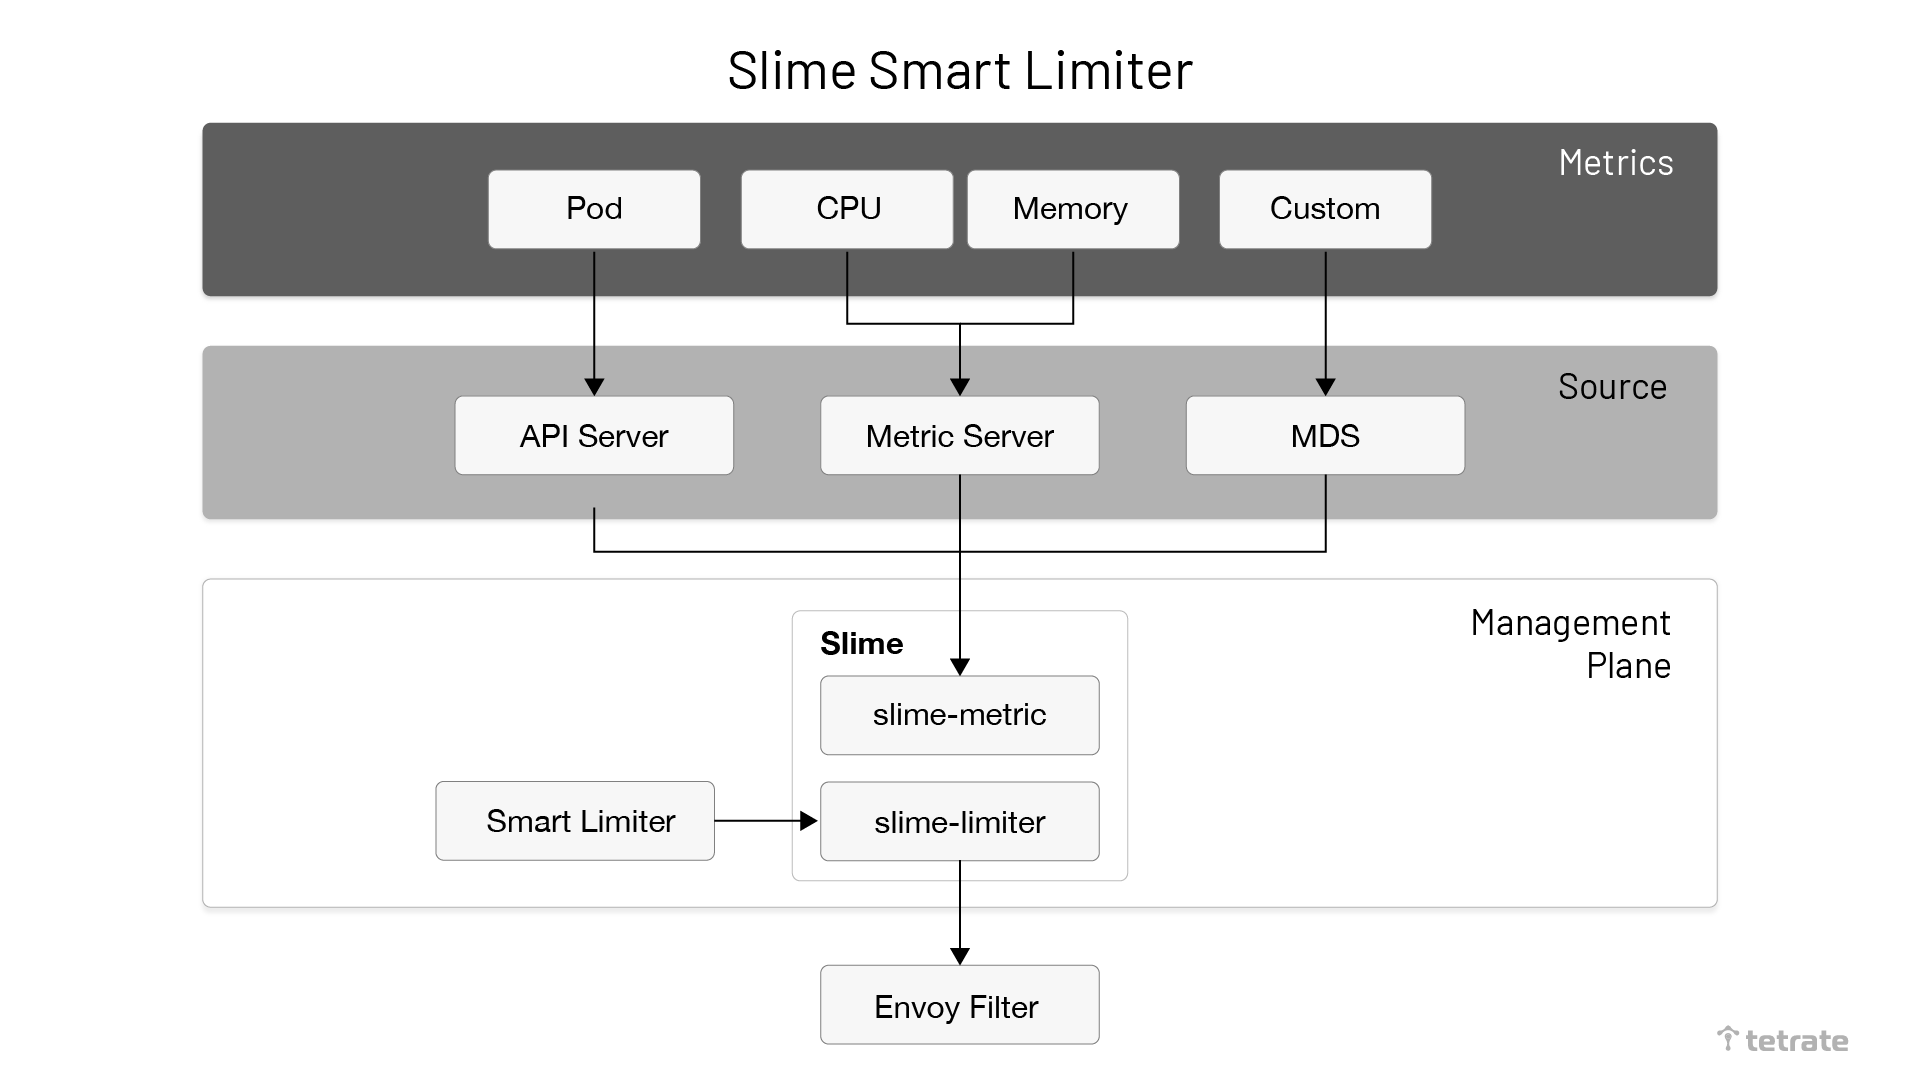 Slime Smart Limiter
Metrics
Pod
CPU
Memory
Custom
Source
API Server
Metric Server
MDS
Management
Plane
Slime
slime-metric
Smart Limiter
slime-limiter
Envoy Filter
tetrate